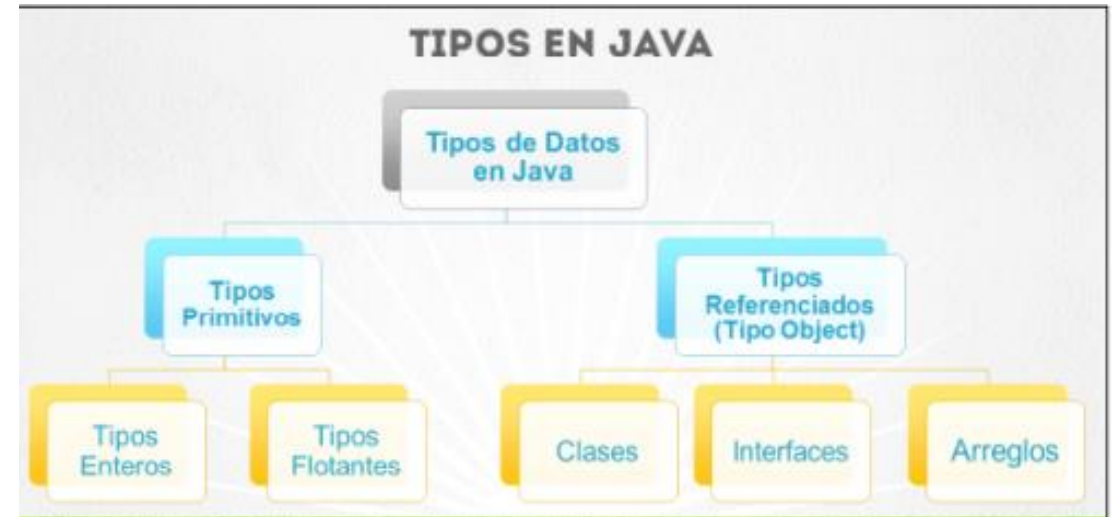 TIPOS EN JAVA
Tipos de Datos
en Java
Tipos
Primitivos
Tipos
Referenciados
(Tipo Object)
Tipos
Enteros
Tipos
Flotantes
Clases
Interfaces
Arreglos